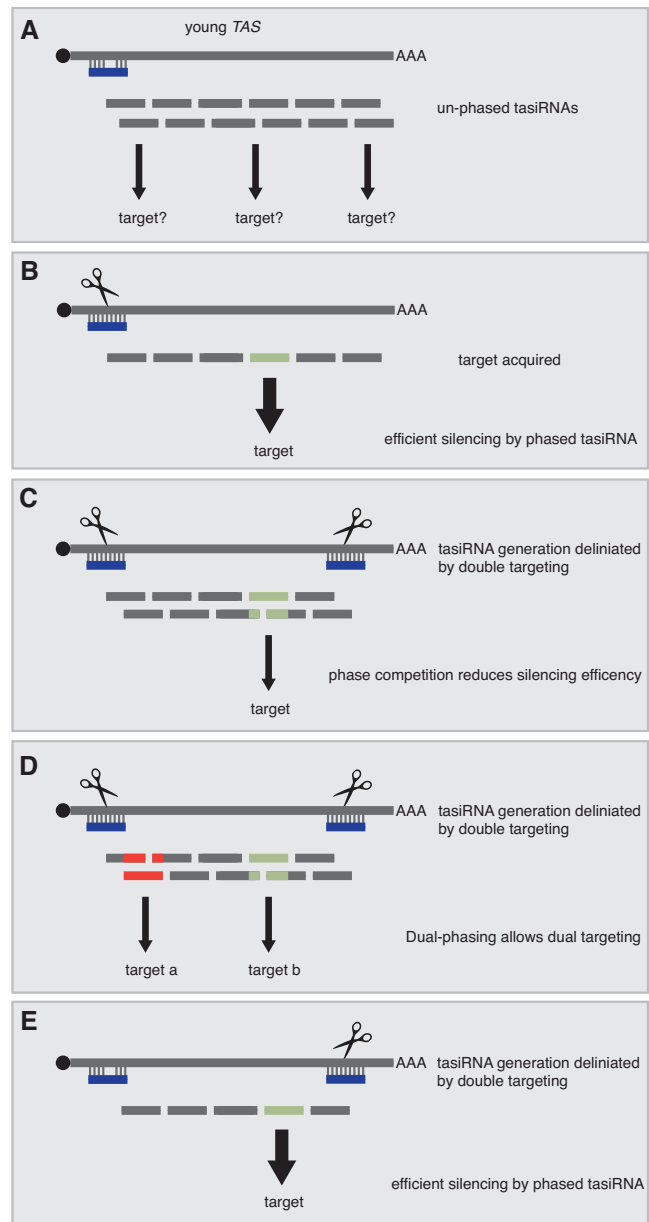 A
young TAS
AAA
un-phased tasiRNAs
target?
target?
target?
B
AAA
target acquired
efficient silencing by phased tasiRNA
target
C
AAA
tasiRNA generation deliniated
by double targeting
phase competition reduces silencing efficency
target
D
AAA
tasiRNA generation deliniated
by double targeting
Dual-phasing allows dual targeting
target a
target b
E
AAA
tasiRNA generation deliniated
by double targeting
efficient silencing by phased tasiRNA
target